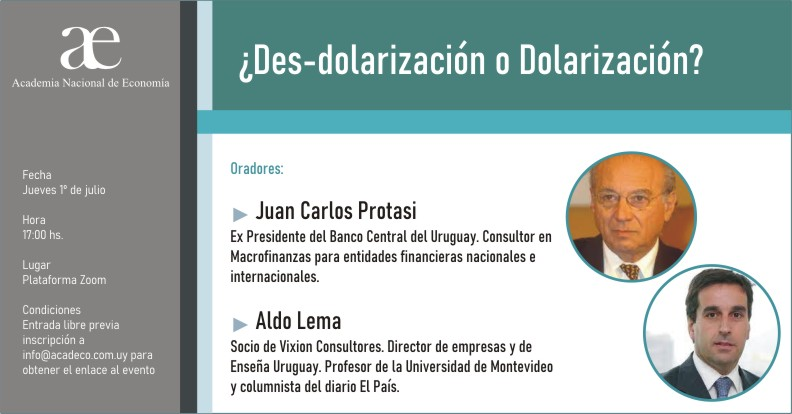 ae
Academia Nacional de Economía
Fecha
Jueves 1º de julio
Hora
17:00 hs.
Lugar
Plataforma Zoom
Condiciones
Entrada libre previa
inscripción a
info@acadeco.com.uy para
obtener el enlace al evento
¿Des-dolarización o Dolarización?
Oradores:
Juan Carlos Protasi
Ex Presidente del Banco Central del Uruguay. Consultor en
Macrofinanzas para entidades financieras nacionales e
internacionales.
Aldo Lema
Socio de Vixion Consultores. Director de empresas y de
Enseña Uruguay. Profesor de la Universidad de Montevideo
y columnista del diario El País.